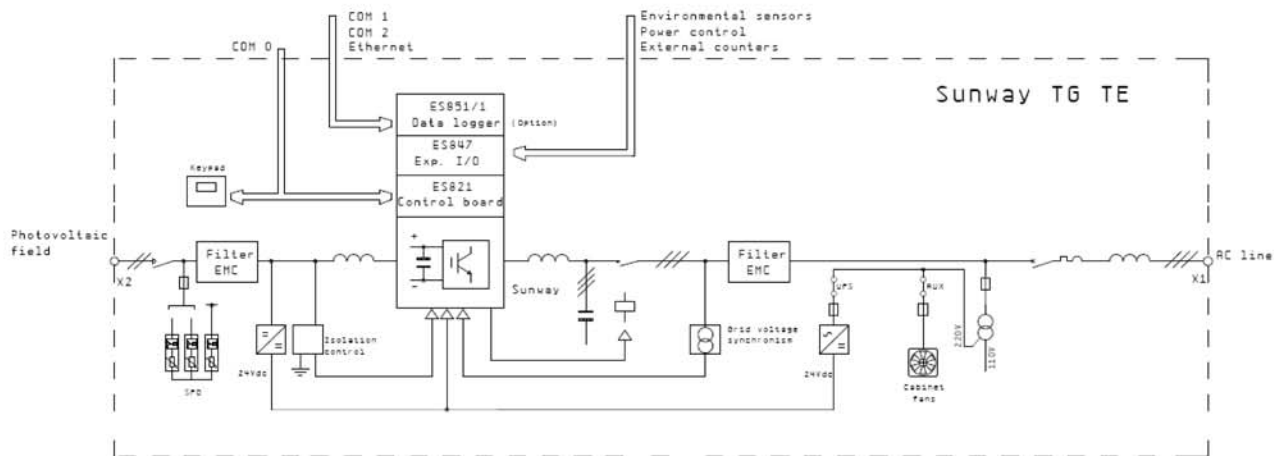 COM 1
COM 2
Ethernet
COM 0
Environmental sensors
Power control
External counters
Sunway TG TE
ES851/1
Data logger (Option)
ES847
Exp. I/O
ES821
Control board
Keypad
Photovoltaic
field
X2
Filter
EMC
+
-
Sunway
Filter
EMC
AC line
X1
UPS
AUX
Isolation
control
Grid voltage
synchronism
220V
110V
24Vdc
24Vdc
SPD
Cabinet
fans